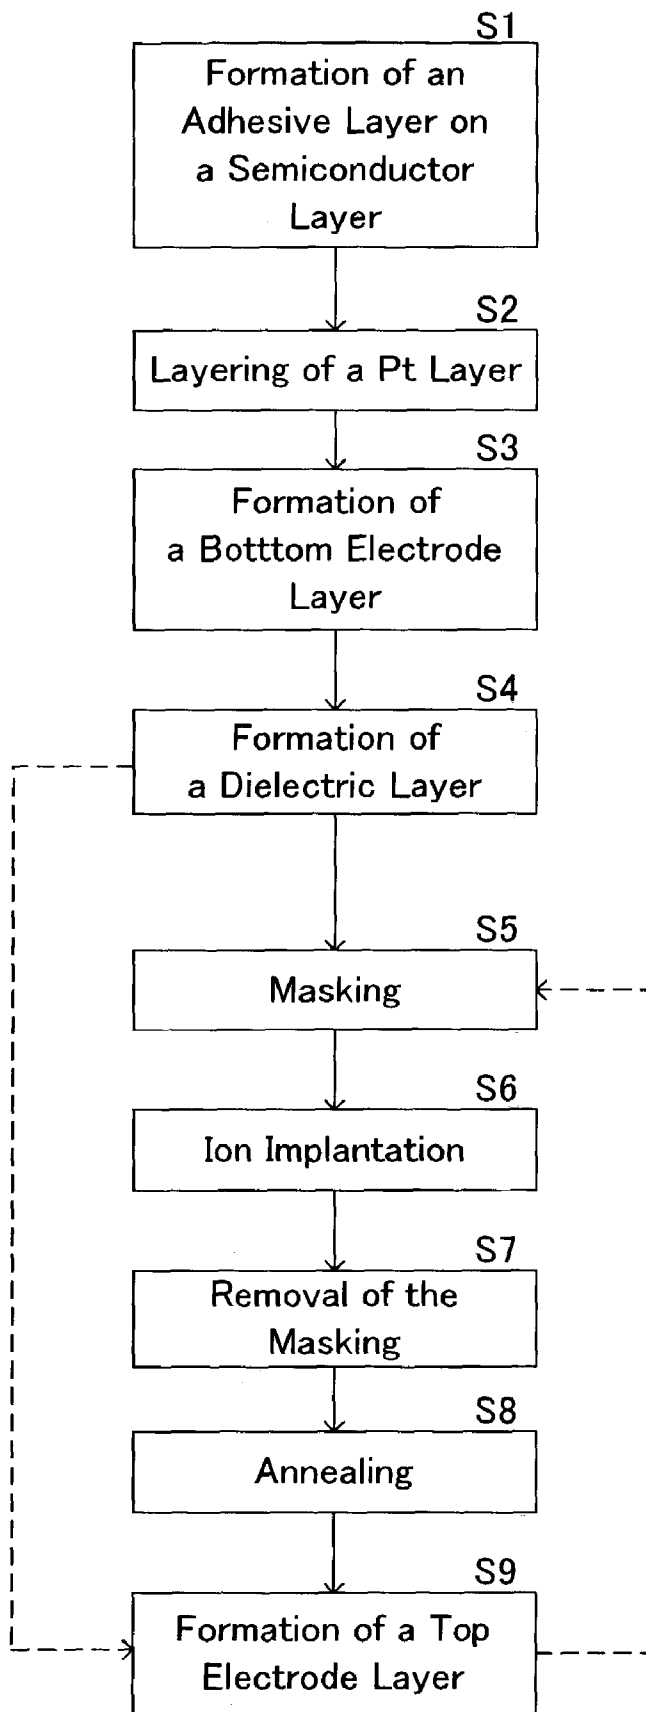 S1
Formation of an
Adhesive Layer on
a Semiconductor
Layer
S2
Layering of a Pt Layer
S3
Formation of
a Botttom Electrode
Layer
S4
Formation of
a Dielectric Layer
S5
Masking
S6
Ion Implantation
S7
Removal of the
Masking
S8
Annealing
S9
Formation of a Top
Electrode Layer